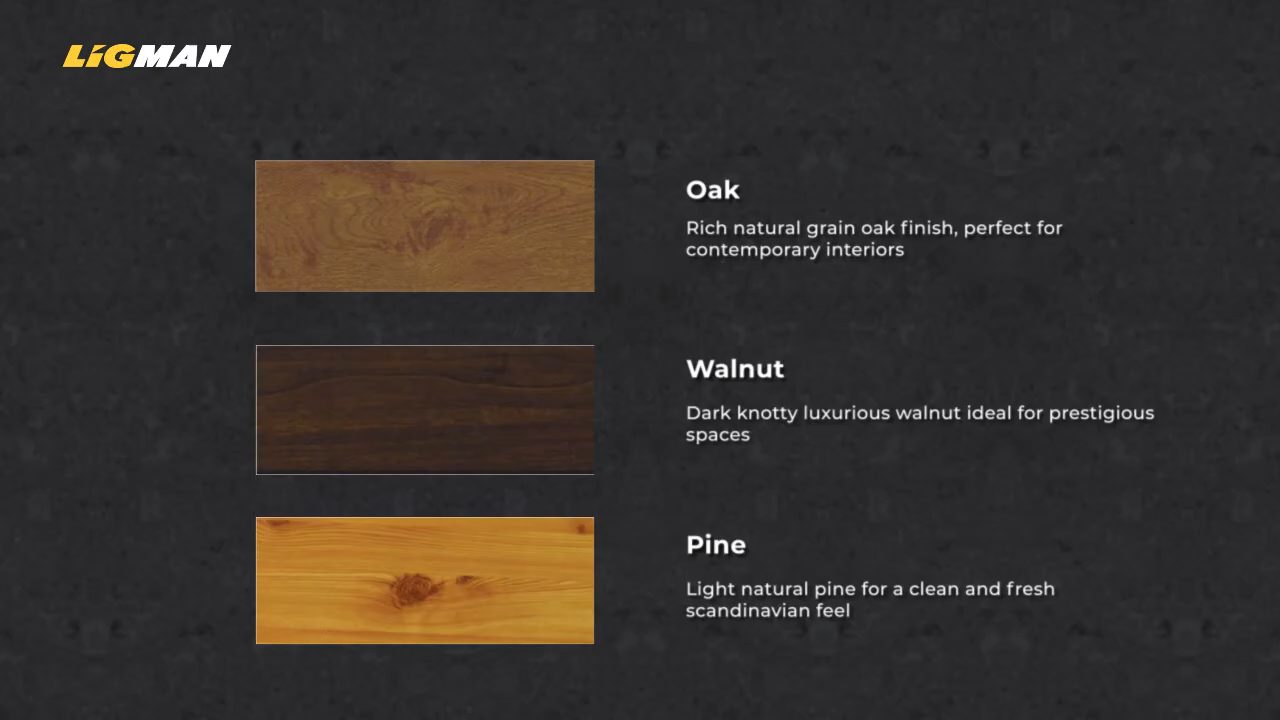 LiGMAN
Oak
Rich natural grain oak finish, perfect for
contemporary interiors
Walnut
Dark knotty luxurious walnut ideal for prestigious
spaces
Pine
Light natural pine for a clean and fresh
scandinavian feel